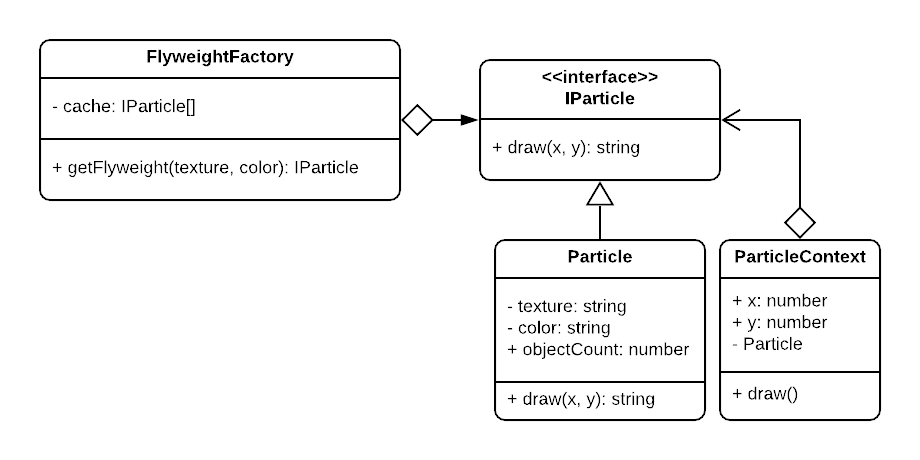 FlyweightFactory
- cache: IParticle[]
+ getFlyweight(texture, color): IParticle
<<interface>>
IParticle
+ draw(x, y): string
Particle
- texture: string
- color: string
+ objectCount: number
+ draw(x, y): string
ParticleContext
+ x: number
+ y: number
- Particle
+ draw()